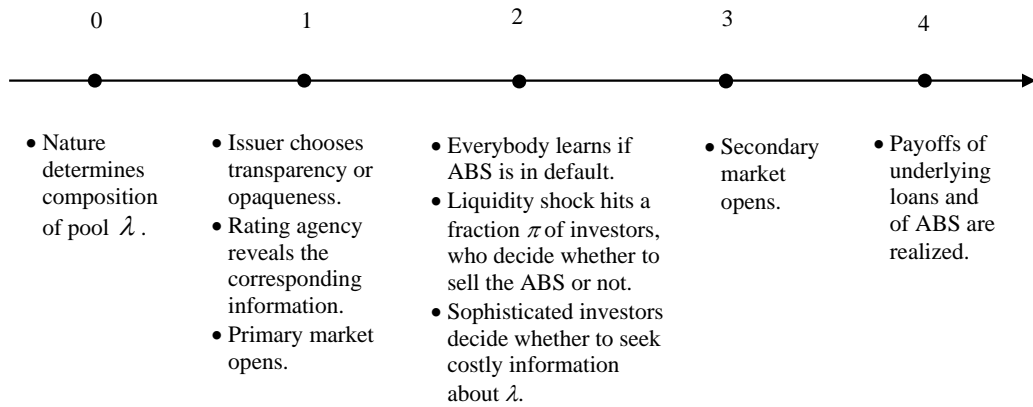 0
1
2
3
4
• Nature
determines
composition
of pool λ .
• Issuer chooses
transparency or
opaqueness.
• Rating agency
reveals the
corresponding
information.
• Primary market
opens.
• Everybody learns if
ABS is in default.
• Liquidity shock hits a
fraction π of investors,
who decide whether to
sell the ABS or not.
• Sophisticated investors
decide whether to seek
costly information
about λ.
• Secondary
market
opens.
• Payoffs of
underlying
loans and
of ABS are
realized.